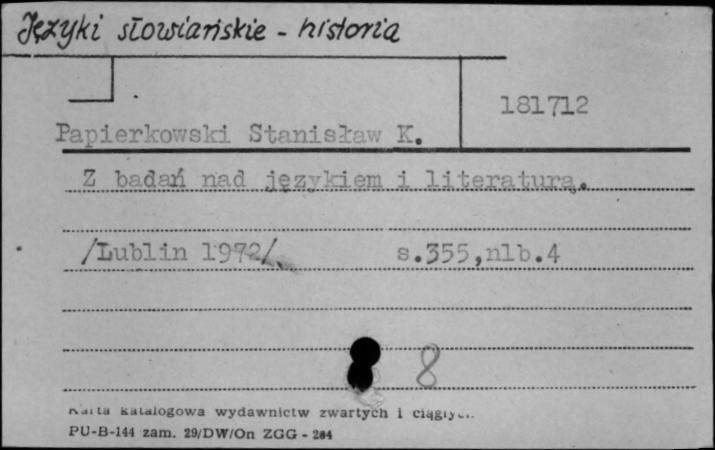 Języki słowiańskie - historia
181712
Papierkowski Stanisław K.
Z badań nad językiem i literaturą.
/Lublin 1972/. s.355,nlb.4
8
Karta katalogowa wydawnictw zwartych i ciągłych.
PU-B-144 zam. 29/DW/On ZGG - 284